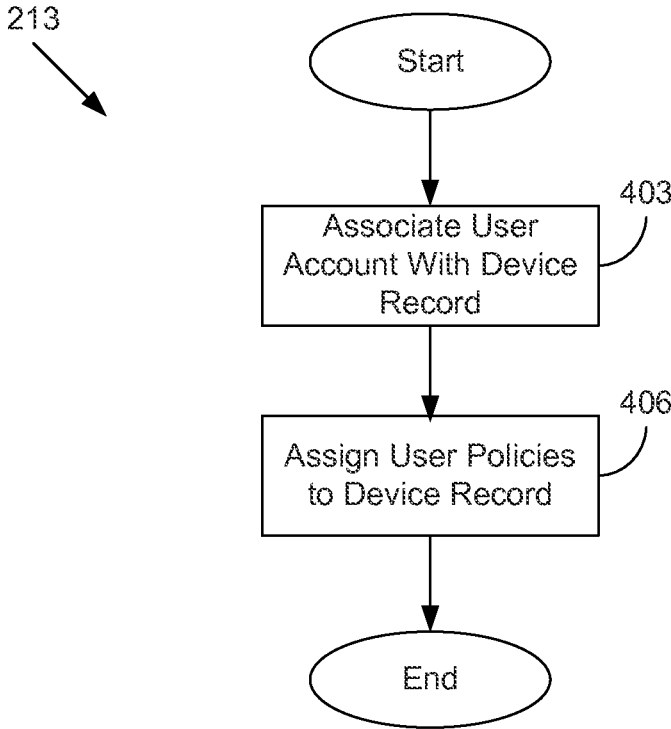 213
Start
403
Associate User
Account With Device
Record
406
Assign User Policies
to Device Record
End